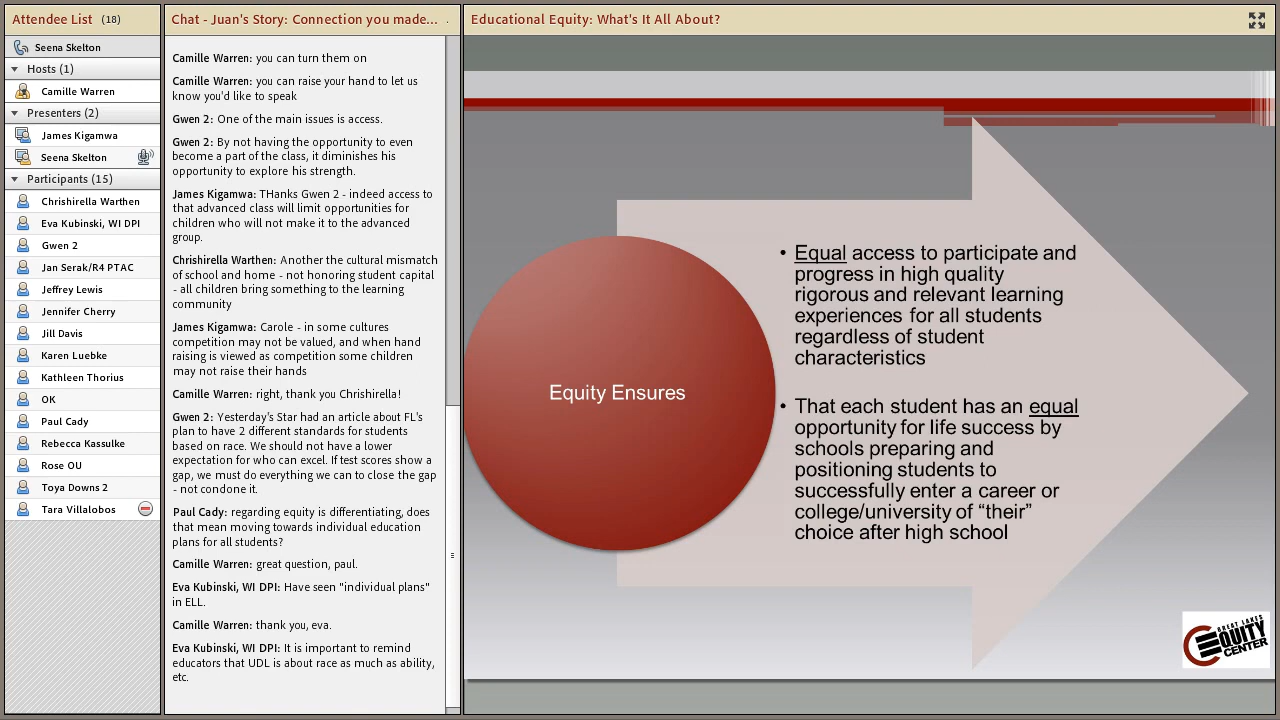 Attendee List (18)
Seena Skelton
Hosts (1)
Camille Warren
Presenters (2)
James Kigamwa
Seena Skelton
Participants (15)
Chrishirella Warthen
Eva Kubinski, WI DPI
Gwen 2
Jan Serak/R4 PTAC
Jeffrey Lewis
Jennifer Cherry
Jill Davis
Karen Luebke
Kathleen Thorius
OK
Paul Cady
Rebecca Kassulke
Rose OU
Toya Downs 2
Tara Villalobos
Chat - Juan's Story: Connection you made...
Camille Warren: you can turn them on
Camille Warren: you can raise your hand to let us
know you'd like to speak
Gwen 2: One of the main issues is access.
Gwen 2: By not having the opportunity to even
become a part of the class, it diminishes his
opportunity to explore his strength.
James Kigamwa: THanks Gwen 2 - indeed access to
that advanced class will limit opportunities for
children who will not make it to the advanced
group.
Chrishirella Warthen: Another the cultural mismatch
of school and home - not honoring student capital
- all children bring something to the learning
community
James Kigamwa: Carole - in some cultures
competition may not be valued, and when hand
raising is viewed as competition some children
may not raise their hands
Camille Warren: right, thank you Chrishirella!
Gwen 2: Yesterday's Star had an article about FL's
plan to have 2 different standards for students
based on race. We should not have a lower
expectation for who can excel. If test scores show a
gap, we must do everything we can to close the gap
- not condone it.
Paul Cady: regarding equity is differentiating, does
that mean moving towards individual education
plans for all students?
Camille Warren: great question, paul.
Eva Kubinski, WI DPI: Have seen "individual plans"
in ELL.
Camille Warren: thank you, eva.
Eva Kubinski, WI DPI: It is important to remind
educators that UDL is about race as much as ability,
etc.
Educational Equity: What's It All About?
Equity Ensures
• Equal access to participate and
progress in high quality
rigorous and relevant learning
experiences for all students
regardless of student
characteristics
• That each student has an equal
opportunity for life success by
schools preparing and
positioning students to
successfully enter a career or
college/university of “their”
choice after high school
GREAT LAKES
EQUITY
CENTER